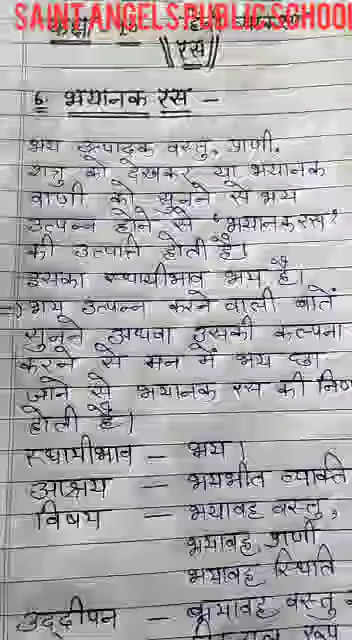 SAINT ANGELS PUBLIC SCHOOL
कक्षा 10
॥रस॥
6. भयानक रस –
भय उत्पादक वस्तु, प्राणी,
शत्रु को देखकर या भयानक
वाणी को सुनने से भय
उत्पन्न होने से 'भयानक रस'
की उत्पत्ति होती है।
इसका स्थायीभाव भय है।
→ भय उत्पन्न करने वाली बातें
सुनने अथवा उसकी कल्पना
करने से मन में भय छा
जाने से भयानक रस की
होती है।
स्थायीभाव – भय।
आश्रय – भयभीत व्यक्ति
विषय – भयावह वस्तु,
भयावह प्राणी
भयावह स्थिति
उद्दीपन – भयावह वस्तु